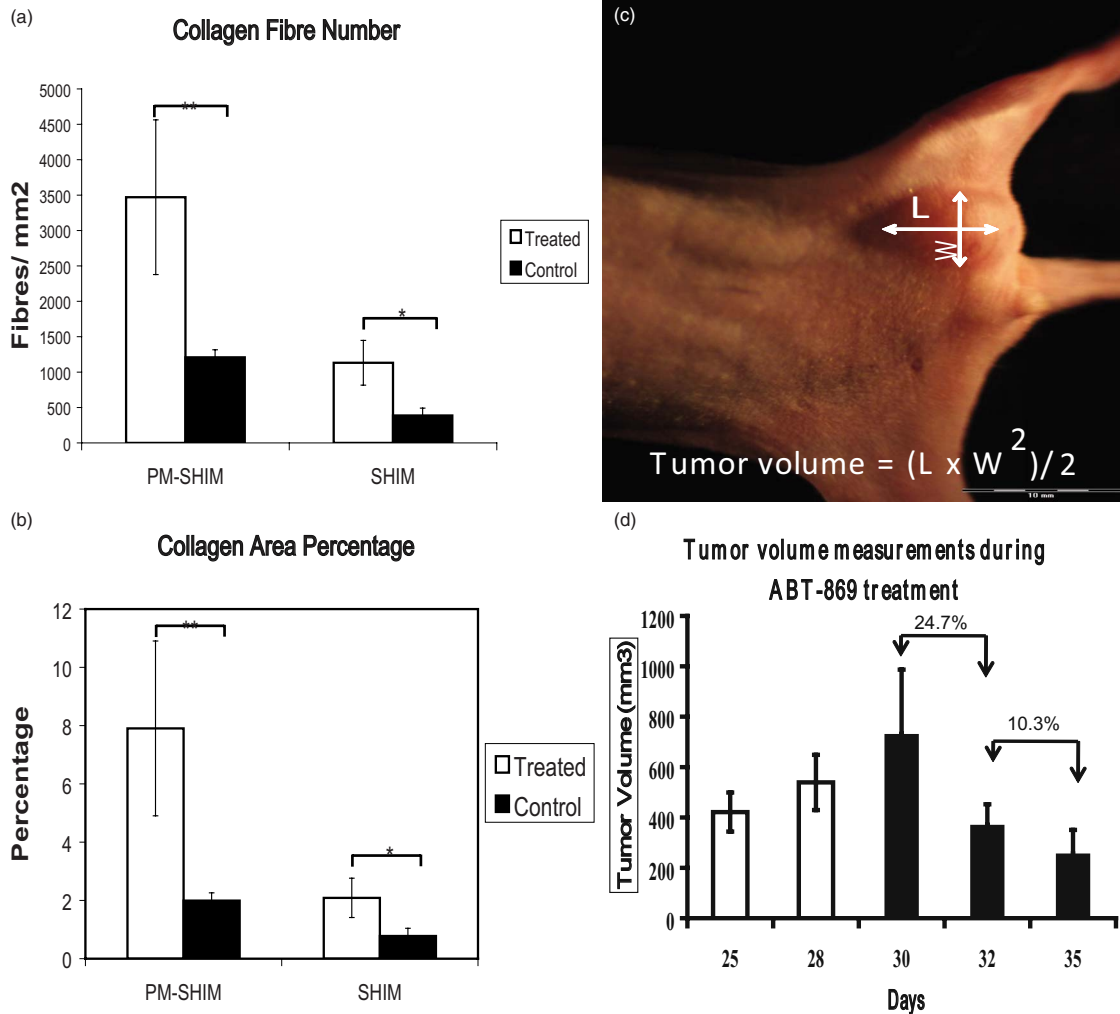 (a)
Collagen Fibre Number
Fibres/ mm2
5000
4500
4000
3500
3000
2500
2000
1500
1000
500
0
**
*
PM-SHIM
SHIM
Treated
Control
(b)
Collagen Area Percentage
Percentage
12
10
8
6
4
2
0
**
*
PM-SHIM
SHIM
Treated
Control
(c)
L
W
Tumor volume = (L x W²)/2
10 mm
(d)
Tumor volume measurements during
ABT-869 treatment
Tumor Volume (mm3)
1200
1000
800
600
400
200
0
24.7%
10.3%
25 28 30 32 35
Days